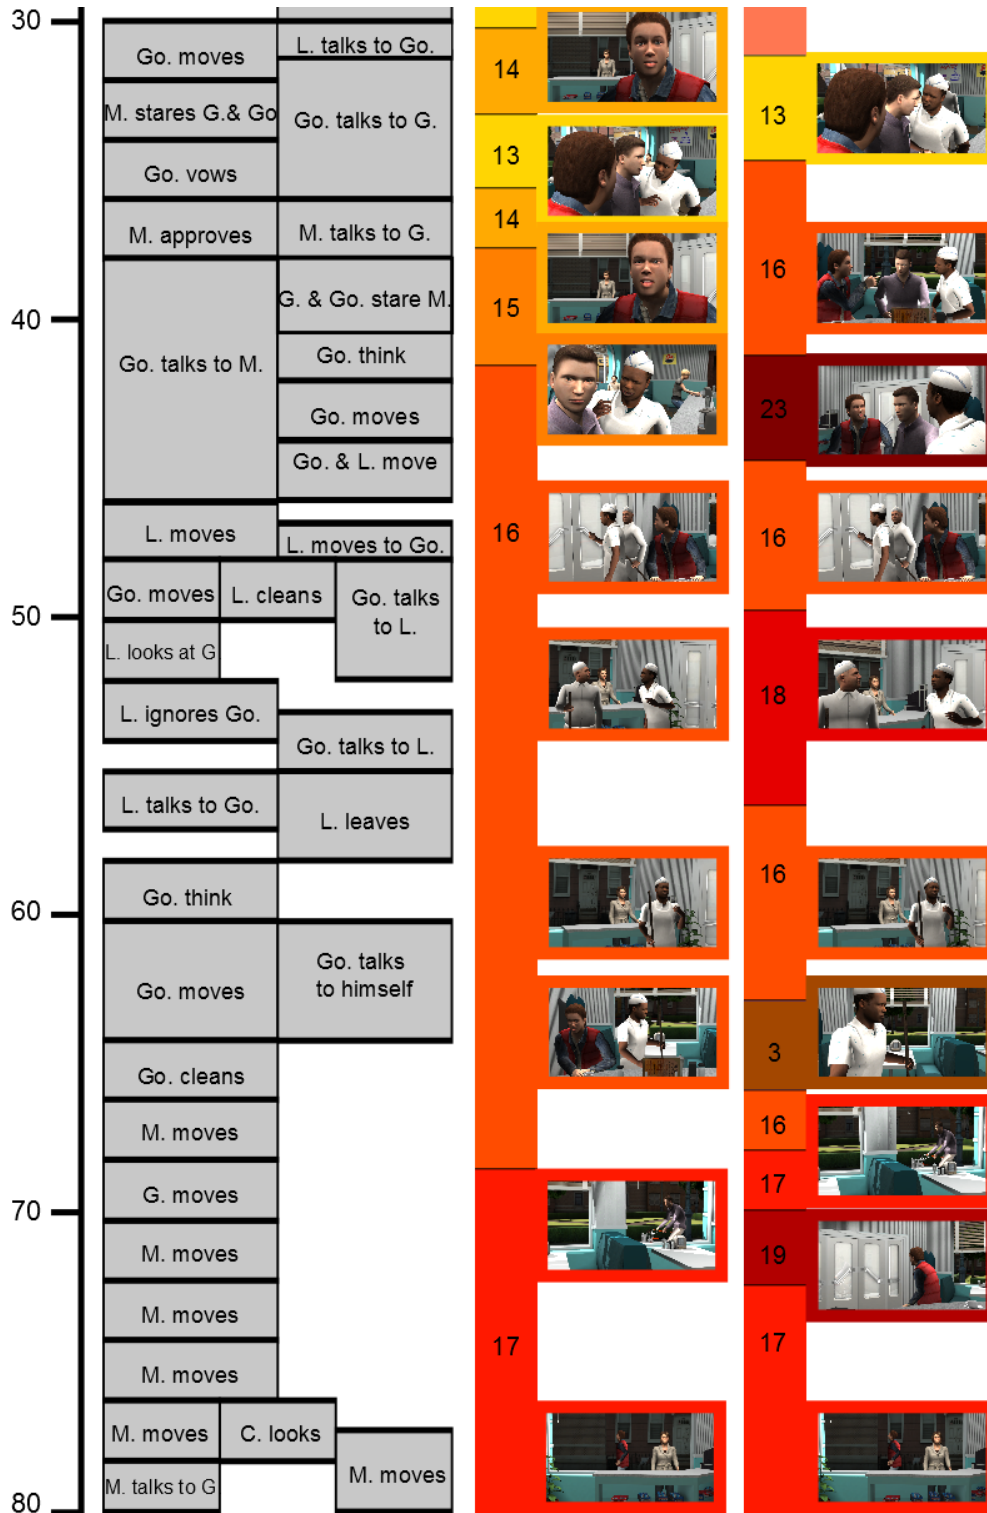 30
Go. moves
L. talks to Go.
M. stares G.& Go
Go. talks to G.
Go. vows
M. approves
M. talks to G.
G. & Go. stare M.
40
Go. talks to M.
Go. think
Go. moves
Go. & L. move
L. moves
L. moves to Go.
Go. moves
L. cleans
Go. talks
to L.
50
L. looks at G
L. ignores Go.
Go. talks to L.
L. talks to Go.
L. leaves
Go. think
60
Go. moves
Go. talks
to himself
Go. cleans
M. moves
G. moves
70
M. moves
M. moves
M. moves
M. moves
C. looks
M. moves
M. talks to G
80
14
13
14
15
16
17
13
16
23
16
18
16
3
16
17
19
17